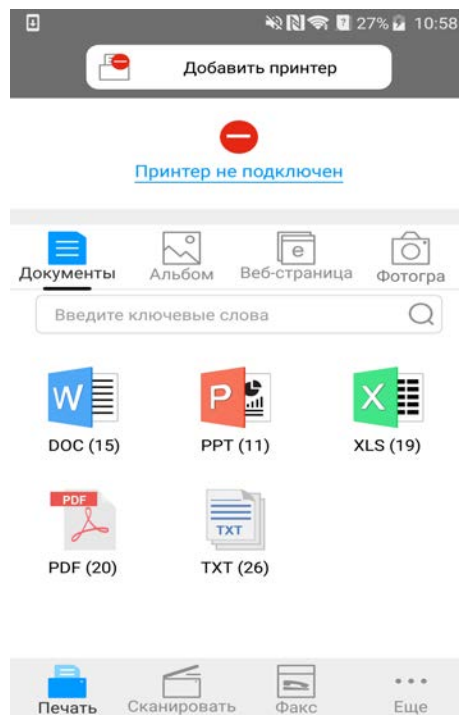 27% 10:58
Добавить принтер
Принтер не подключен
Документы Альбом Веб-страница Фотогра
Введите ключевые слова
W P X
DOC (15) PPT (11) XLS (19)
PDF TXT
PDF (20) TXT (26)
Печать Сканировать Факс Еще